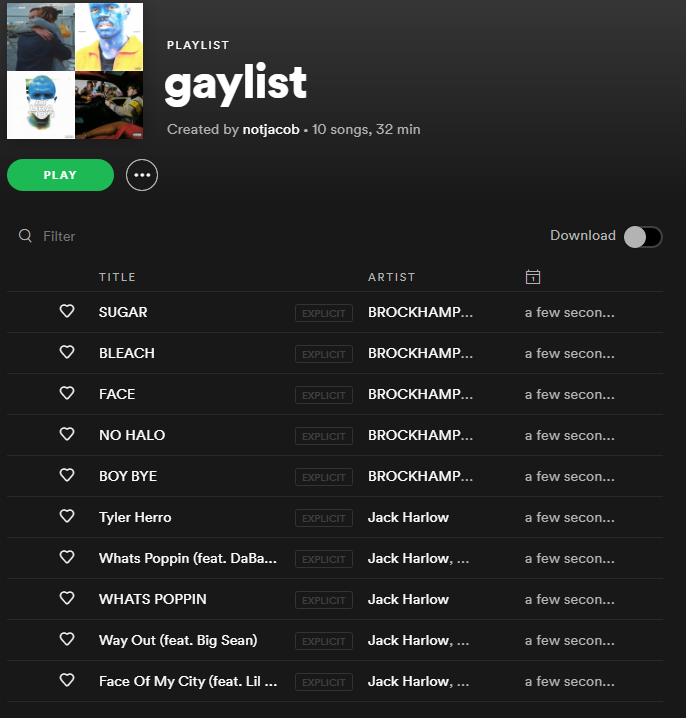 PLAYLIST
gaylist
Created by notjacob • 10 songs, 32 min
PLAY
Filter
Download
TITLE ARTIST
SUGAR EXPLICIT BROCKHAMP... a few secon...
BLEACH EXPLICIT BROCKHAMP... a few secon...
FACE EXPLICIT BROCKHAMP... a few secon...
NO HALO EXPLICIT BROCKHAMP... a few secon...
BOY BYE EXPLICIT BROCKHAMP... a few secon...
Tyler Herro EXPLICIT Jack Harlow a few secon...
Whats Poppin (feat. DaBa... EXPLICIT Jack Harlow, ... a few secon...
WHATS POPPIN EXPLICIT Jack Harlow a few secon...
Way Out (feat. Big Sean) EXPLICIT Jack Harlow, ... a few secon...
Face Of My City (feat. Lil ... EXPLICIT Jack Harlow, ... a few secon...